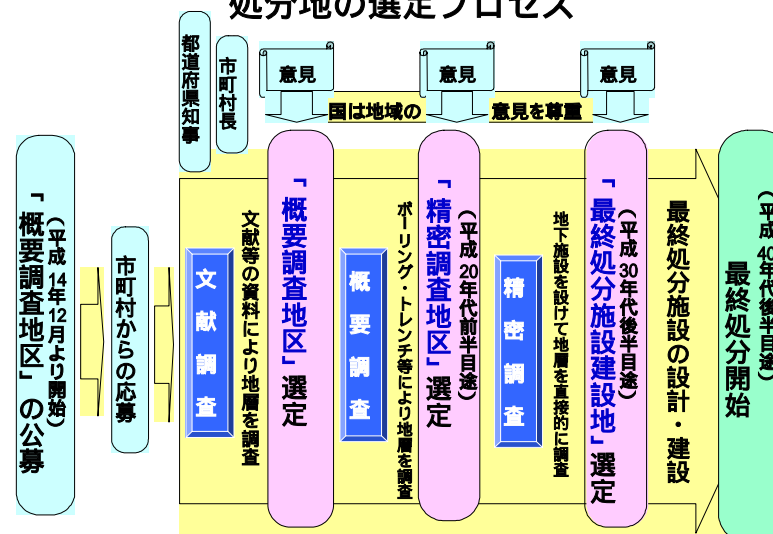 処分地の選定プロセス
都道府県知事
市町村長
意見
意見
意見
国は地域の
意見を尊重
「概要調査地区」の公募
(平成14年12月より開始)
市町村からの応募
文献調査
文献等の資料により地層を調査
「概要調査地区」選定
概要調査
ボーリング・トレンチ等により地層を調査
「精密調査地区」選定
(平成20年代前半目途)
精密調査
地下施設を設けて地層を直接的に調査
「最終処分施設建設地」選定
(平成30年代後半目途)
最終処分施設の設計・建設
最終処分開始
(平成40年代後半目途)